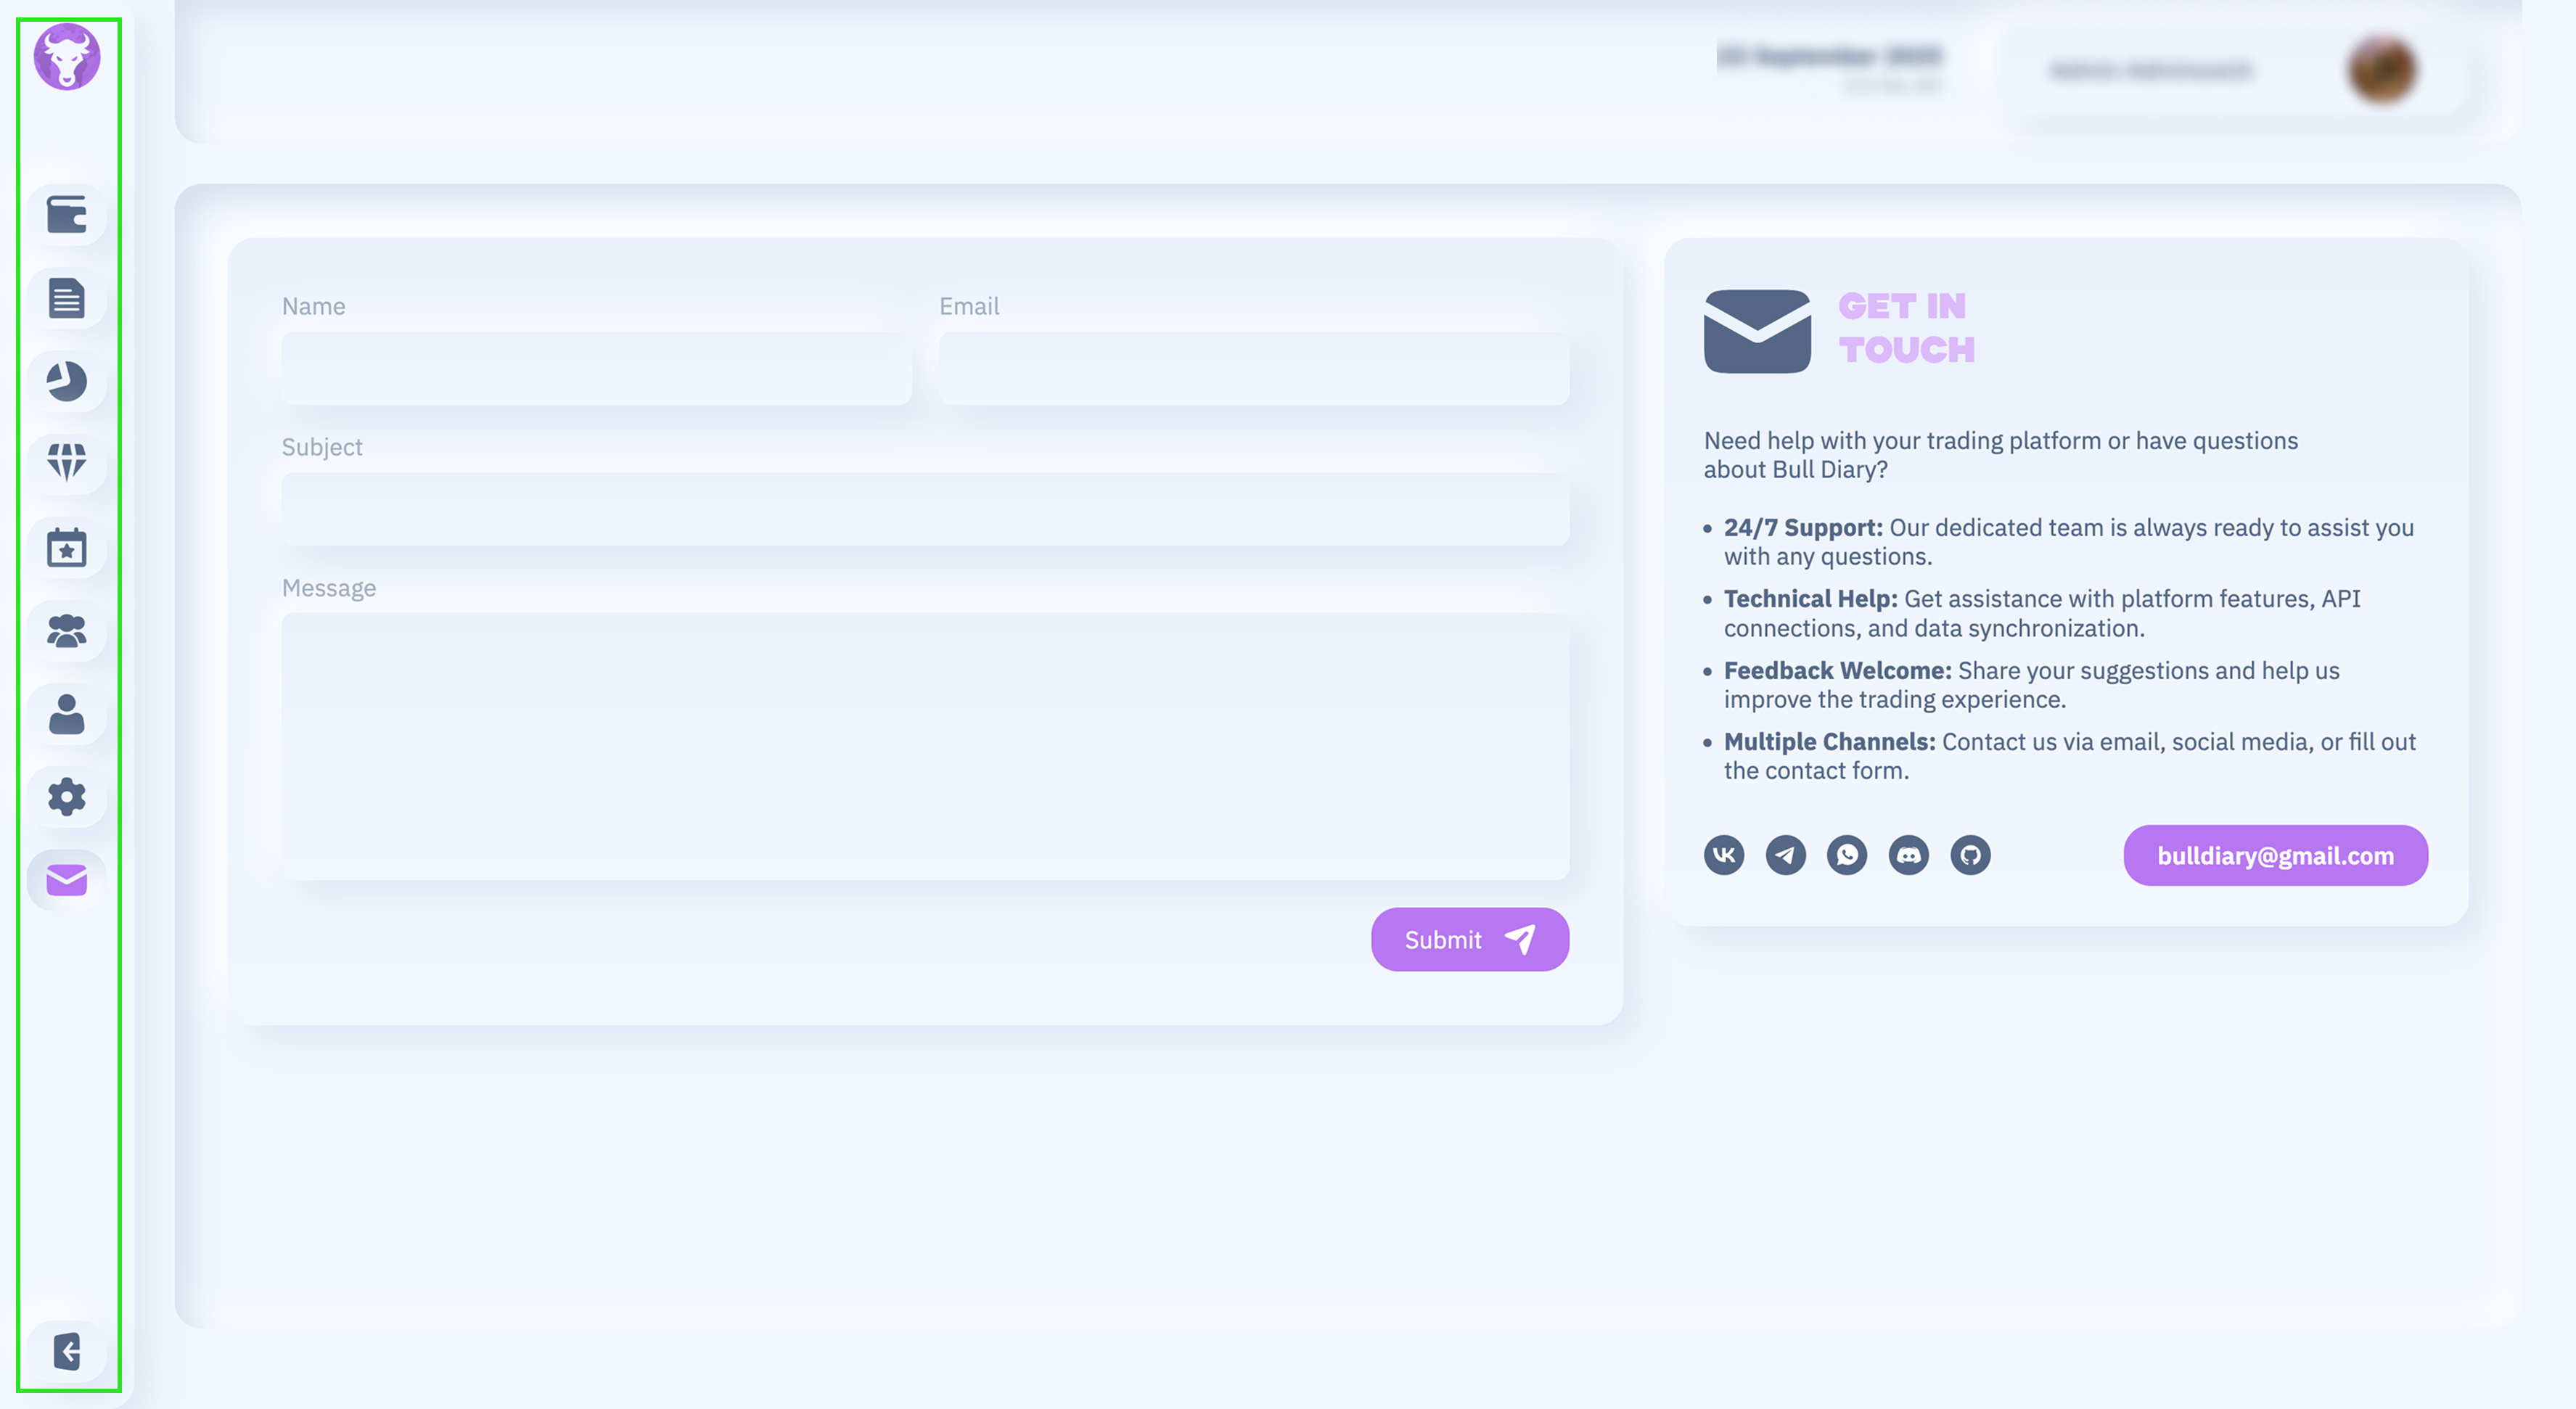 22 September 2025
Name
Email
Subject
Message
Submit
GET IN
TOUCH
Need help with your trading platform or have questions
about Bull Diary?
• 24/7 Support: Our dedicated team is always ready to assist you
with any questions.
• Technical Help: Get assistance with platform features, API
connections, and data synchronization.
• Feedback Welcome: Share your suggestions and help us
improve the trading experience.
• Multiple Channels: Contact us via email, social media, or fill out
the contact form.
bulldiary@gmail.com